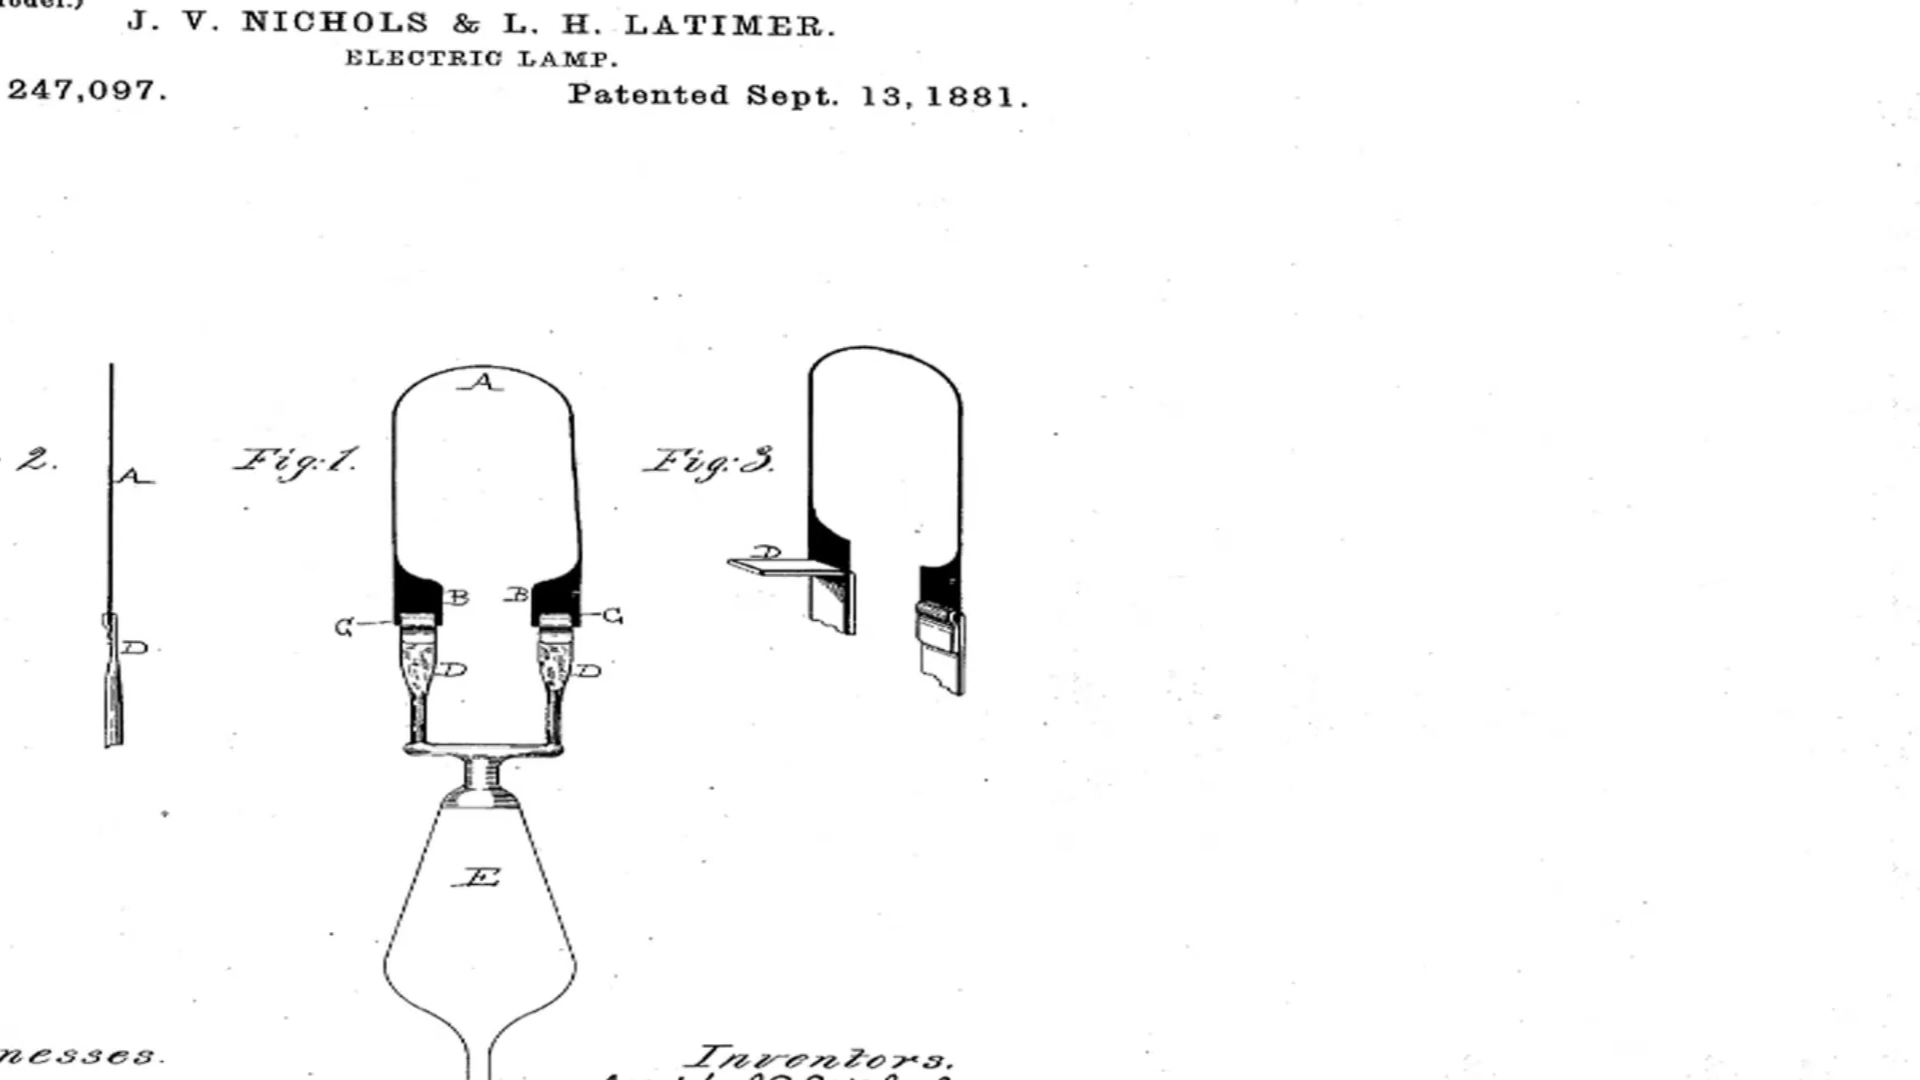 J. V. NICHOLS & L. H. LATIMER.
ELECTRIC LAMP.
247,097.
Patented Sept. 13, 1881.
A
2.
A
Fig. 1.
Fig. 3.
D
B
B
C
C
D
D
D
E
nesses.
Inventors.